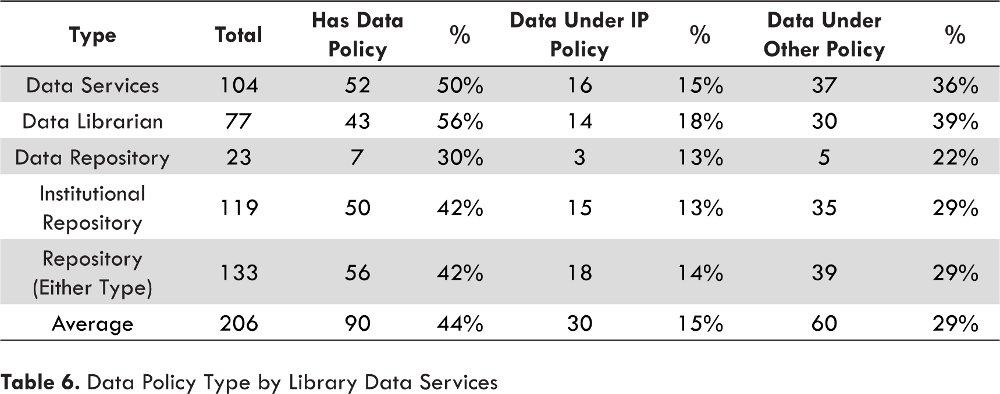 Type Total Has Data Policy % Data Under IP Policy % Data Under Other Policy %
Data Services 104 52 50% 16 15% 37 36%
Data Librarian 77 43 56% 14 18% 30 39%
Data Repository 23 7 30% 3 13% 5 22%
Institutional Repository 119 50 42% 15 13% 35 29%
Repository (Either Type) 133 56 42% 18 14% 39 29%
Average 206 90 44% 30 15% 60 29%
Table 6. Data Policy Type by Library Data Services